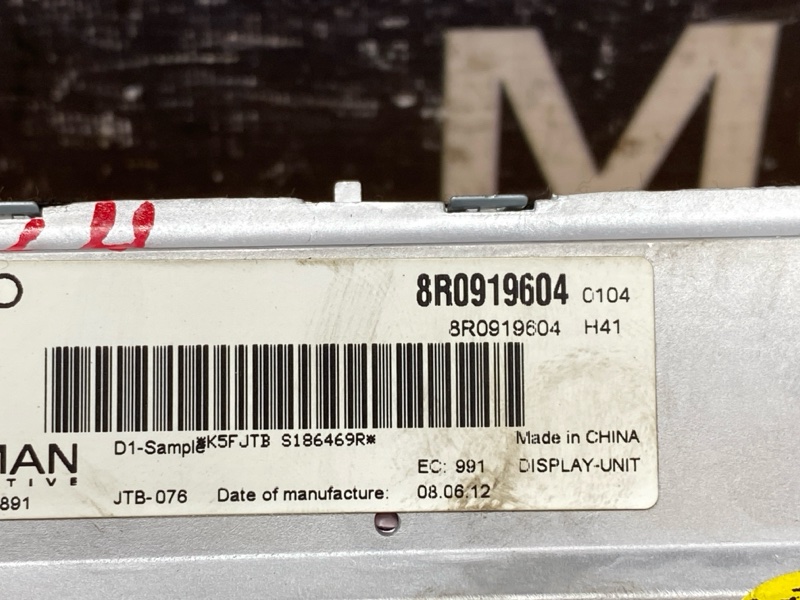 M
8R0919604 0104
8R0919604 H41
D1-Sample *K5FJTB S186469R*
Made in CHINA
MAN
TIVE
EC: 991 DISPLAY-UNIT
891 JTB-076 Date of manufacture: 08.06.12